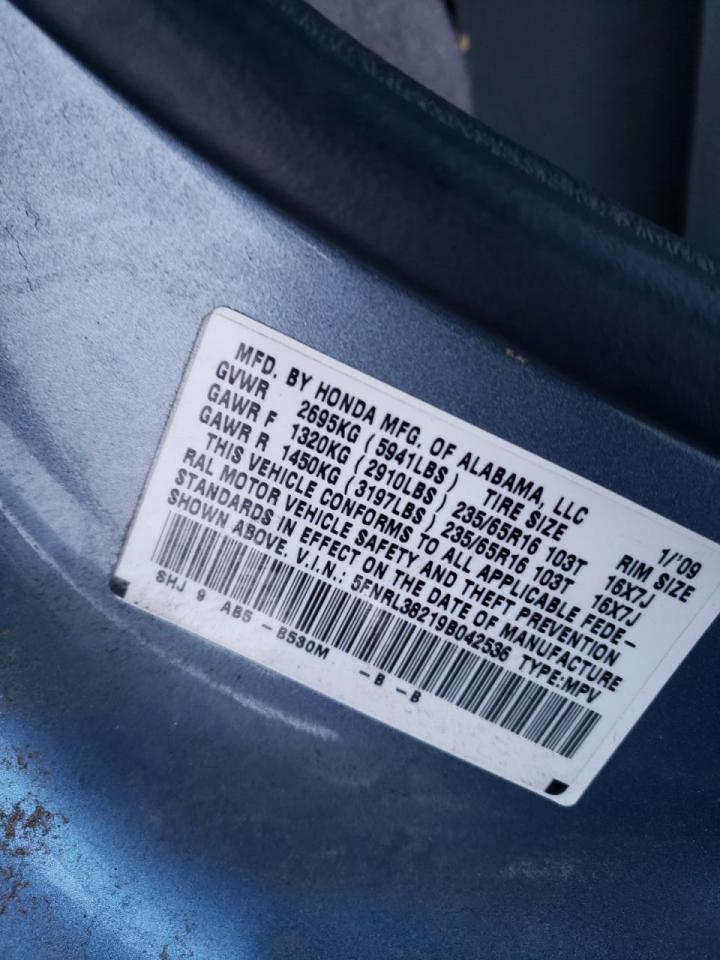 MFD. BY HONDA MFG. OF ALABAMA, LLC 1/'09
GVWR 2695KG (5941LBS) TIRE SIZE RIM SIZE
GAWR F 1320KG (2910LBS) 235/65R16 103T 16X7J
GAWR R 1450KG (3197LBS) 235/65R16 103T 16X7J
THIS VEHICLE CONFORMS TO ALL APPLICABLE FEDE-
RAL MOTOR VEHICLE SAFETY AND THEFT PREVENTION
STANDARDS IN EFFECT ON THE DATE OF MANUFACTURE
SHOWN ABOVE. V.I.N.: 5FNRL38219B042536 TYPE:MPV
SHJ 9 AB5 -B530M -B -B